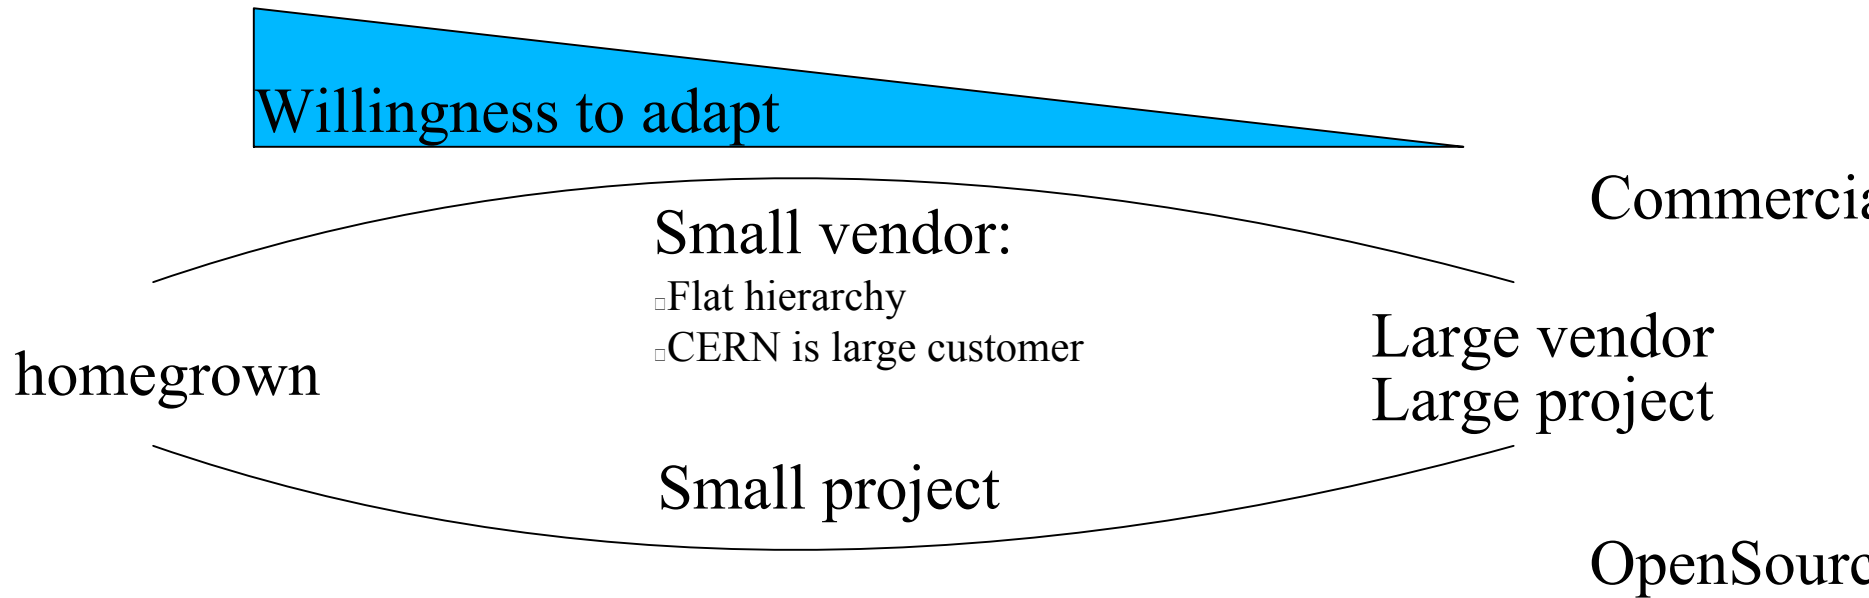 Willingness to adapt
Commercia
Small vendor:
Flat hierarchy
CERN is large customer
Large vendor
homegrown
Large project
Small project
OpenSourc